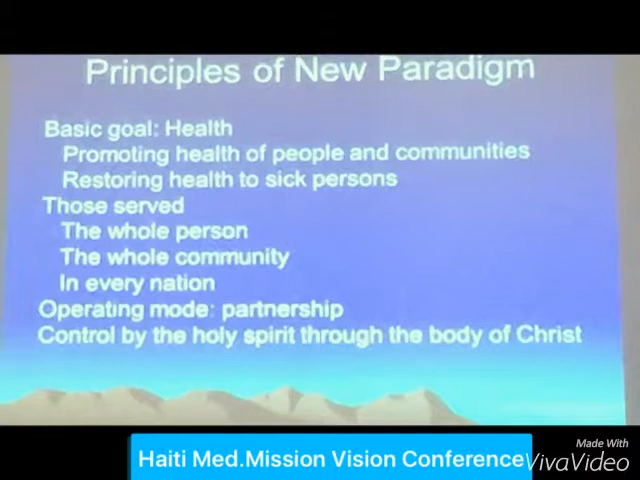 Principles of New Paradigm
Basic goal: Health
Promoting health of people and communities
Restoring health to sick persons
Those served
The whole person
The whole community
In every nation
Operating mode: partnership
Control by the holy spirit through the body of Christ
Haiti Med.Mission Vision Conference
Made With
VivaVideo